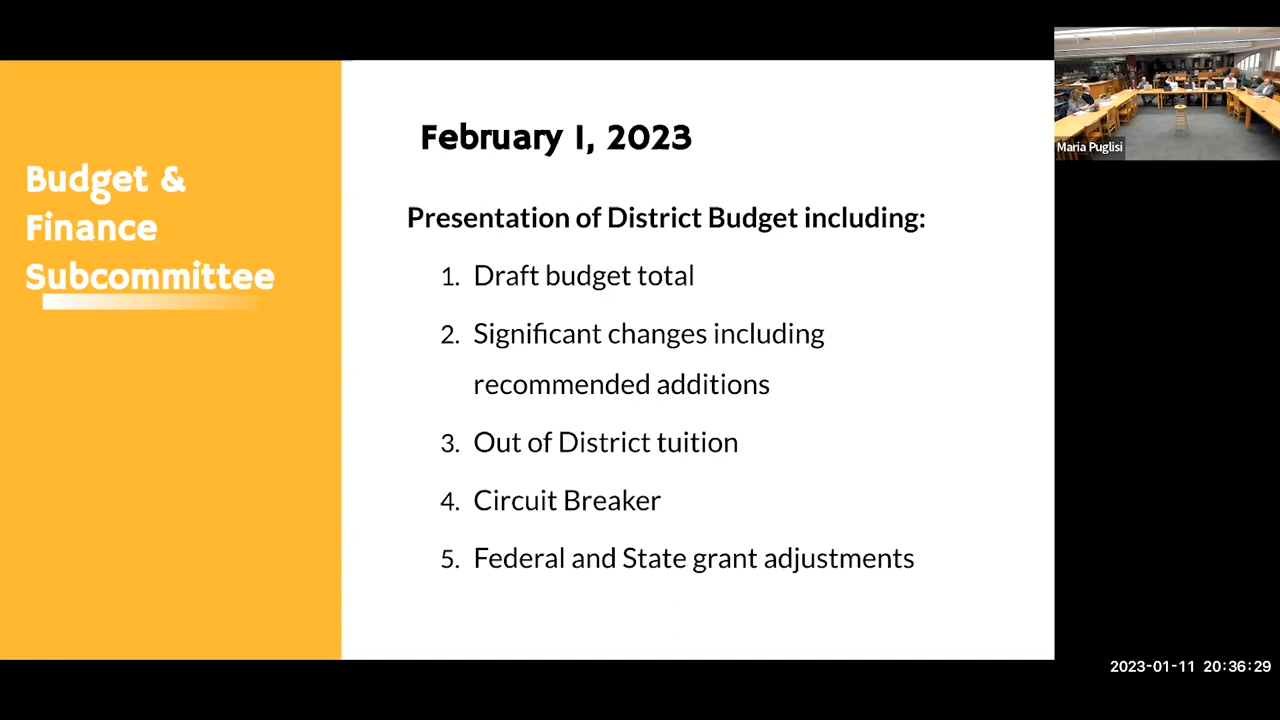 Budget &
Finance
Subcommittee
February 1, 2023
Presentation of District Budget including:
1. Draft budget total
2. Significant changes including
recommended additions
3. Out of District tuition
4. Circuit Breaker
5. Federal and State grant adjustments
Maria Puglisi
2023-01-11 20:36:29